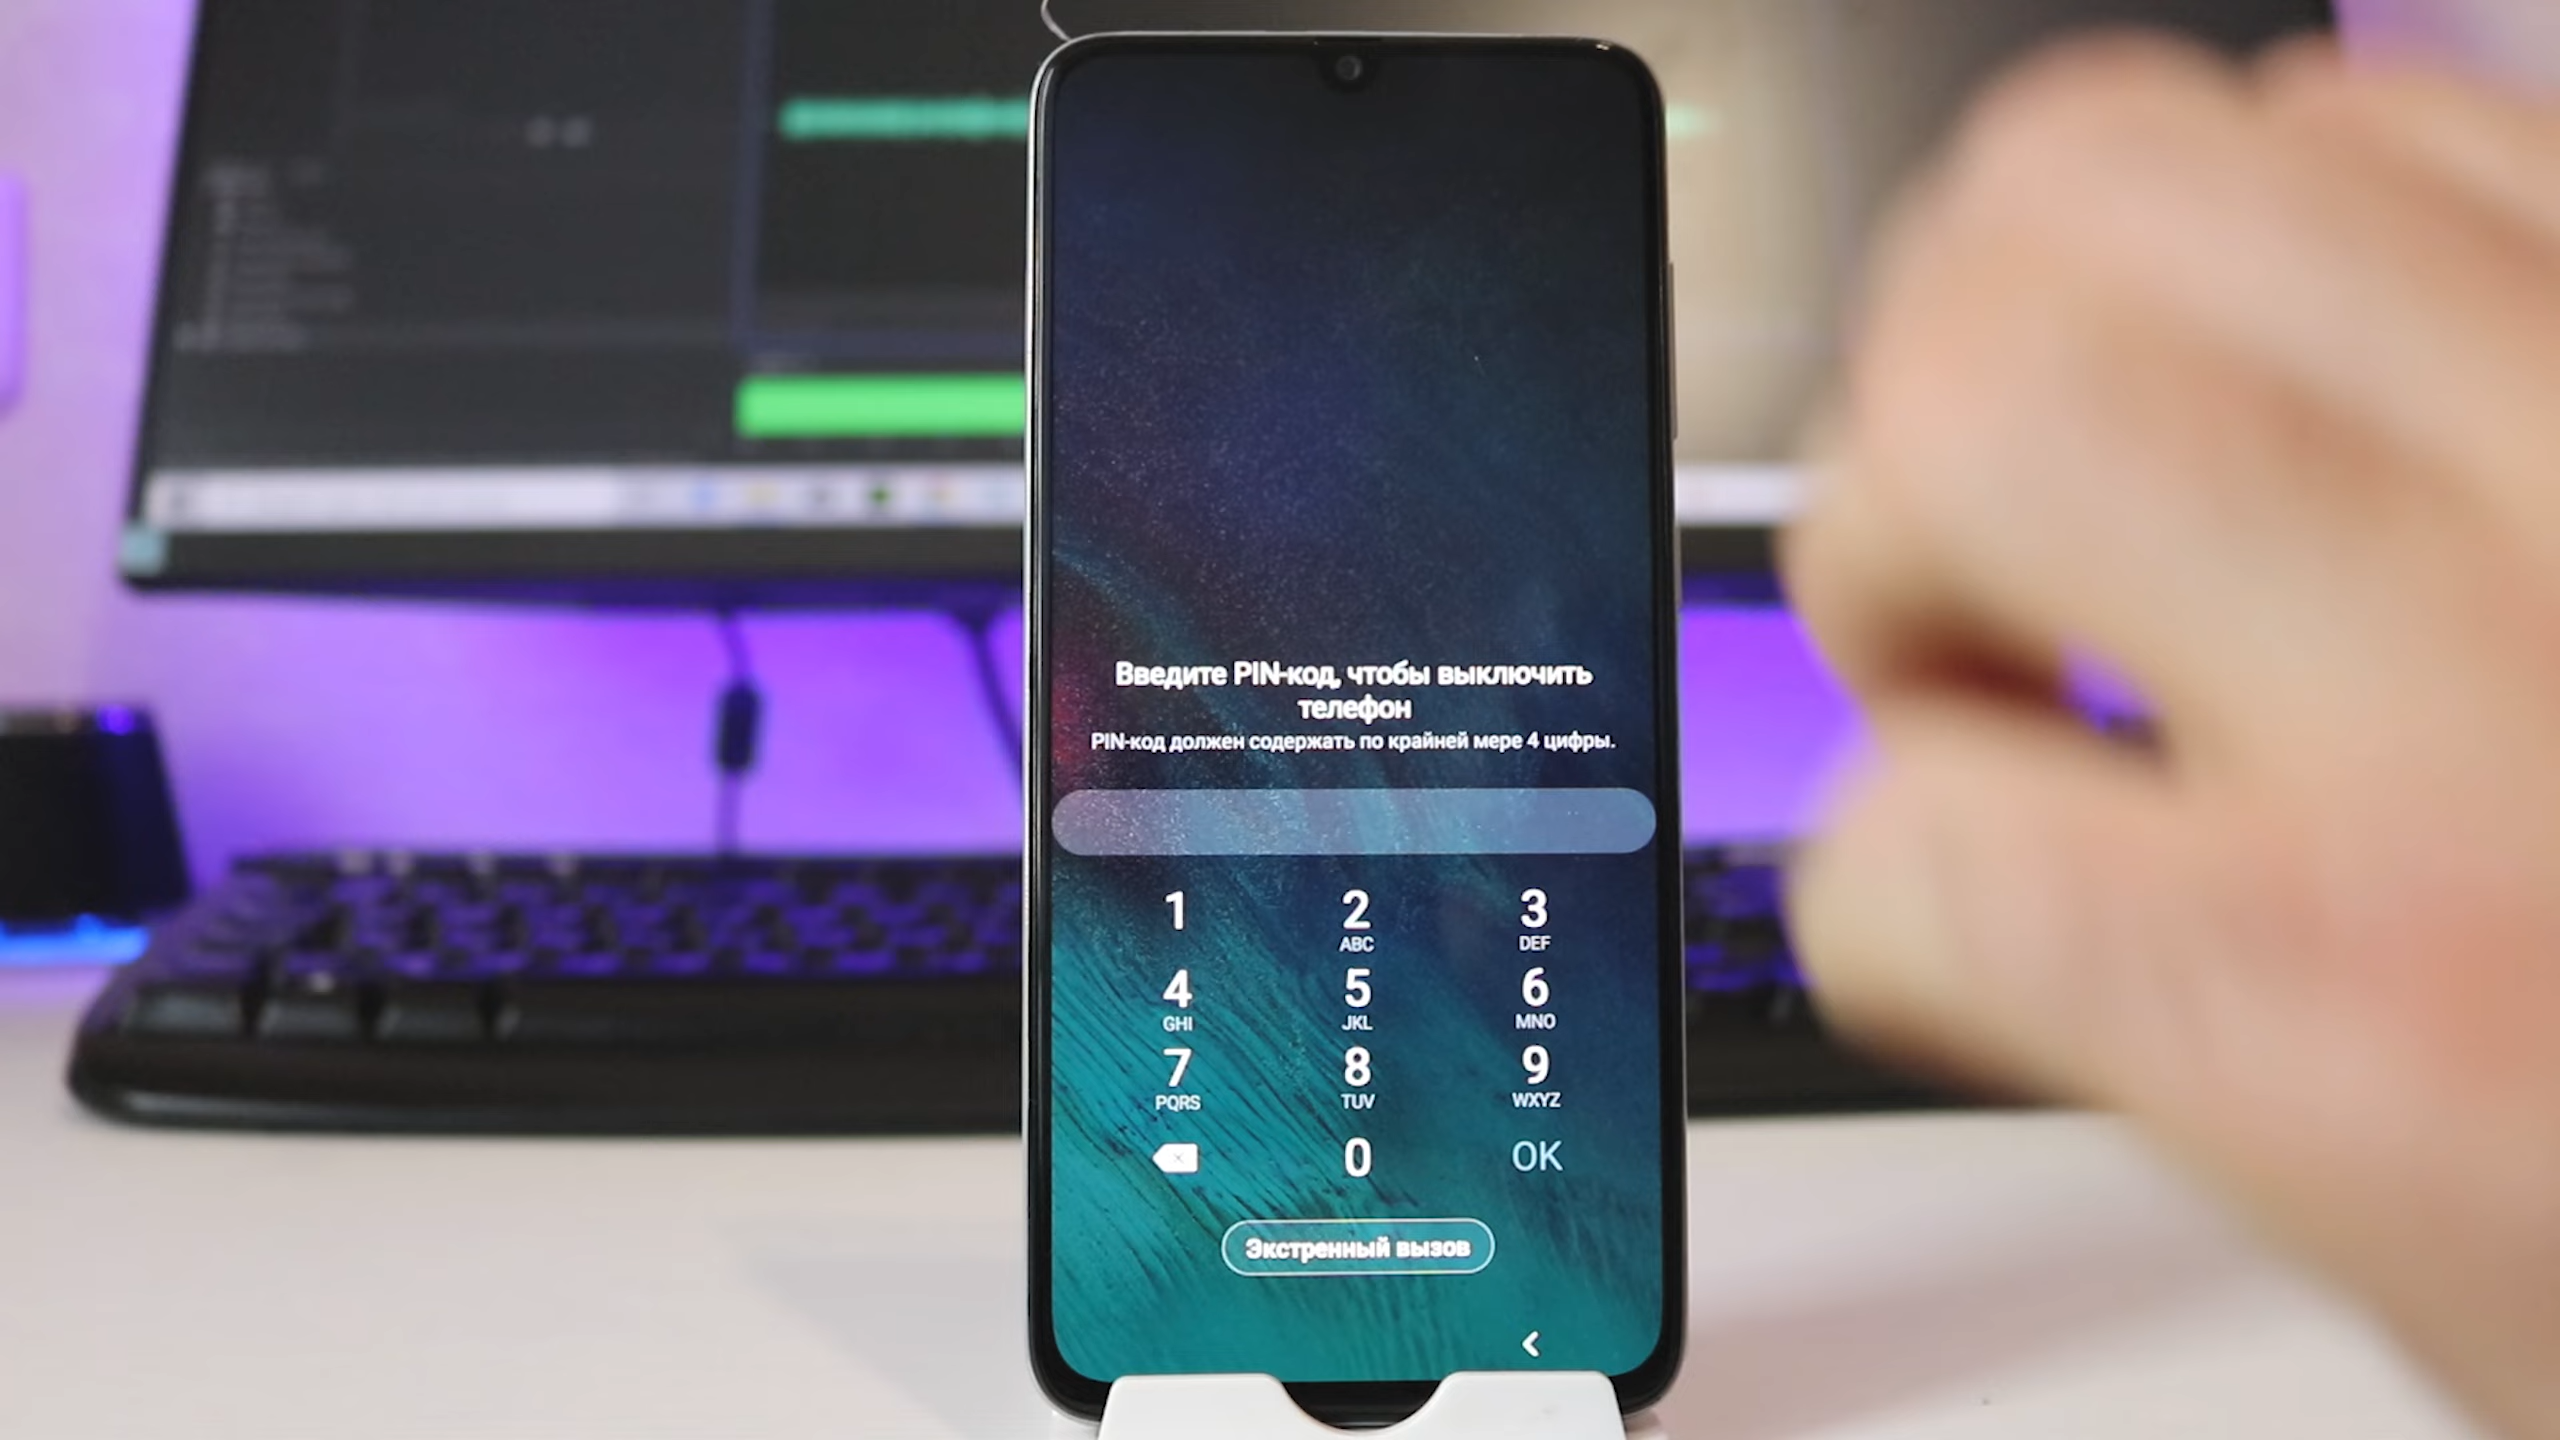 Введите PIN-код, чтобы выключить
телефон
PIN-код должен содержать по крайней мере 4 цифры.
1 2 3
ABC DEF
4 5 6
GHI JKL MNO
7 8 9
PQRS TUV WXYZ
0 OK
Экстренный вызов